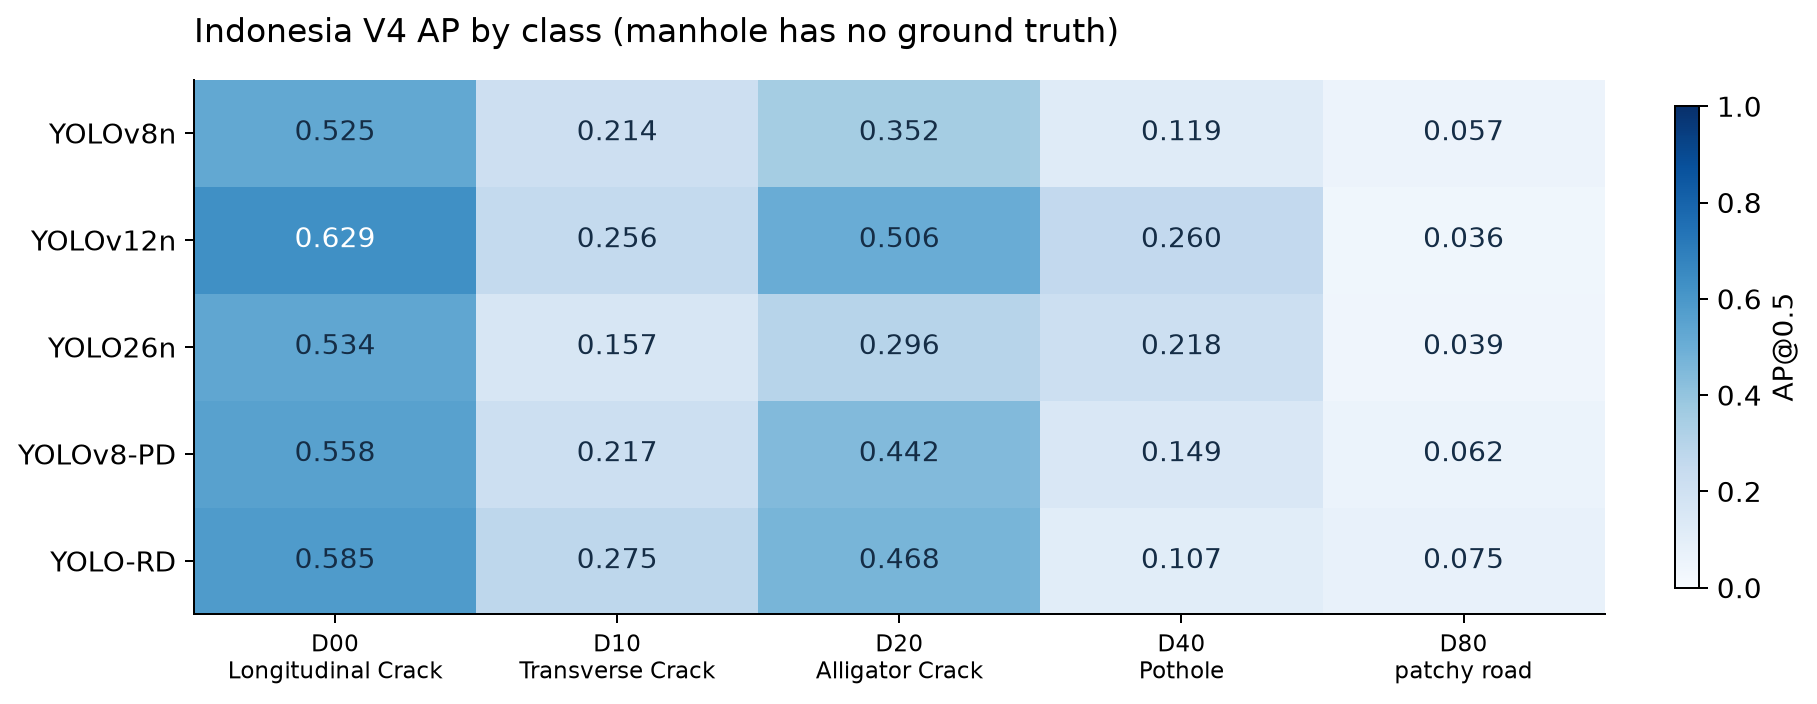 Indonesia V4 AP by class (manhole has no ground truth)
YOLOv8n 0.525 0.214 0.352 0.119 0.057
YOLOv12n 0.629 0.256 0.506 0.260 0.036
YOLO26n 0.534 0.157 0.296 0.218 0.039
YOLOv8-PD 0.558 0.217 0.442 0.149 0.062
YOLO-RD 0.585 0.275 0.468 0.107 0.075
D00 D10 D20 D40 D80
Longitudinal Crack Transverse Crack Alligator Crack Pothole patchy road
1.0
0.8
0.6
0.4
0.2
0.0
AP@0.5